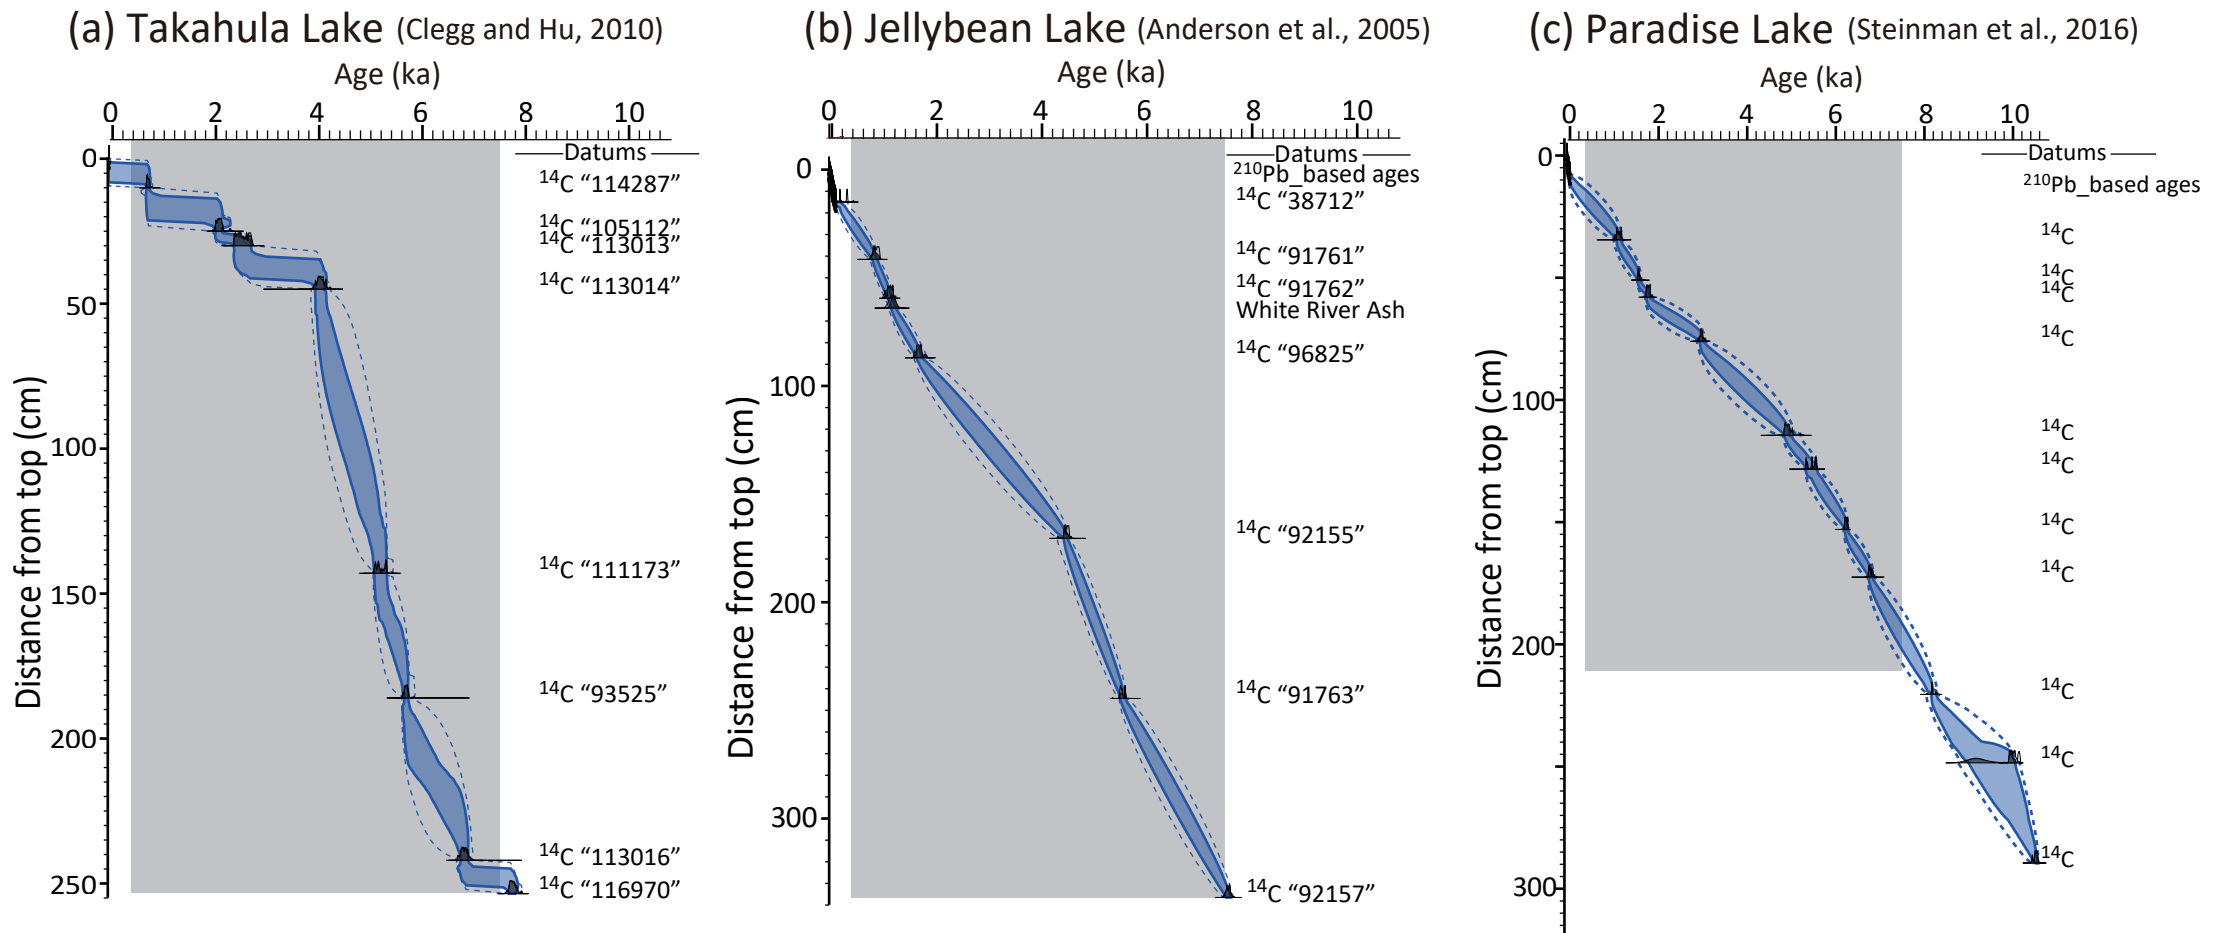 (a) Takahula Lake (Clegg and Hu, 2010)
Age (ka)
0 2 4 6 8 10
Datums
0
50
100
150
200
250
Distance from top (cm)
¹⁴C “114287”
¹⁴C “105112”
¹⁴C “113013”
¹⁴C “113014”
¹⁴C “111173”
¹⁴C “93525”
¹⁴C “113016”
¹⁴C “116970”
(b) Jellybean Lake (Anderson et al., 2005)
Age (ka)
0 2 4 6 8 10
Datums
0
100
200
300
Distance from top (cm)
²¹⁰Pb_based ages
¹⁴C “38712”
¹⁴C “91761”
¹⁴C “91762”
White River Ash
¹⁴C “96825”
¹⁴C “92155”
¹⁴C “91763”
¹⁴C “92157”
(c) Paradise Lake (Steinman et al., 2016)
Age (ka)
0 2 4 6 8 10
Datums
0
100
200
300
Distance from top (cm)
²¹⁰Pb_based ages
¹⁴C
¹⁴C
¹⁴C
¹⁴C
¹⁴C
¹⁴C
¹⁴C
¹⁴C
¹⁴C
¹⁴C
¹⁴C